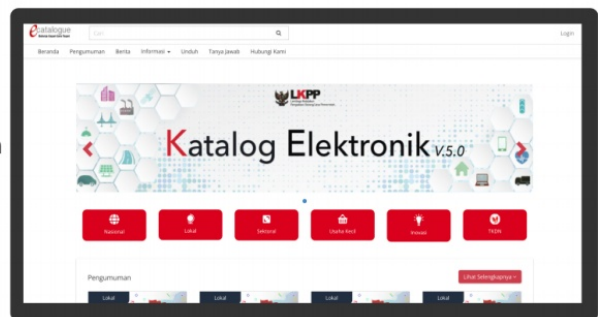 e catalogue
Cari
Login
Beranda Pengumuman Berita Informasi Unduh Tanya Jawab Hubungi Kami
LKPP
Katalog Elektronik V.5.0
Nasional Lokal Sektoral Usaha Kecil Inovasi TKDN
Pengumuman
Lihat Selengkapnya
Lokal Lokal Lokal Lokal